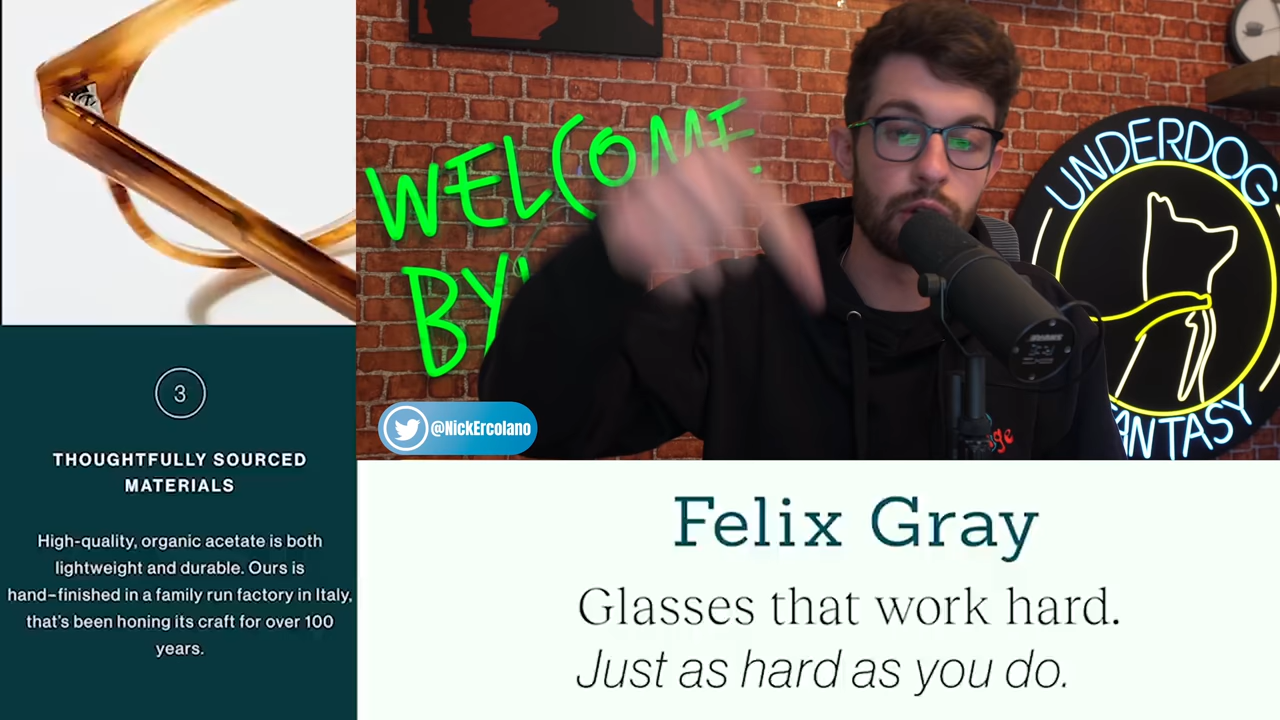 WELCOME
BY
UNDERDOG
FANTASY
@NickErcolano
3
THOUGHTFULLY SOURCED
MATERIALS
High-quality, organic acetate is both
lightweight and durable. Ours is
hand-finished in a family run factory in Italy,
that's been honing its craft for over 100
years.
Felix Gray
Glasses that work hard.
Just as hard as you do.